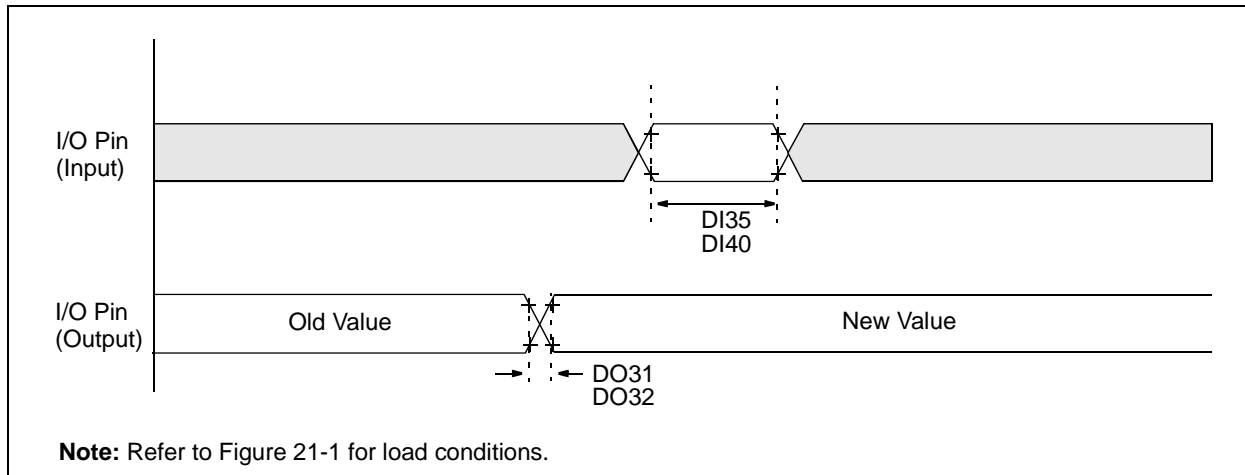 I/O Pin
(Input)
DI35
DI40
I/O Pin
(Output)
Old Value
New Value
DO31
DO32
Note: Refer to Figure 21-1 for load conditions.